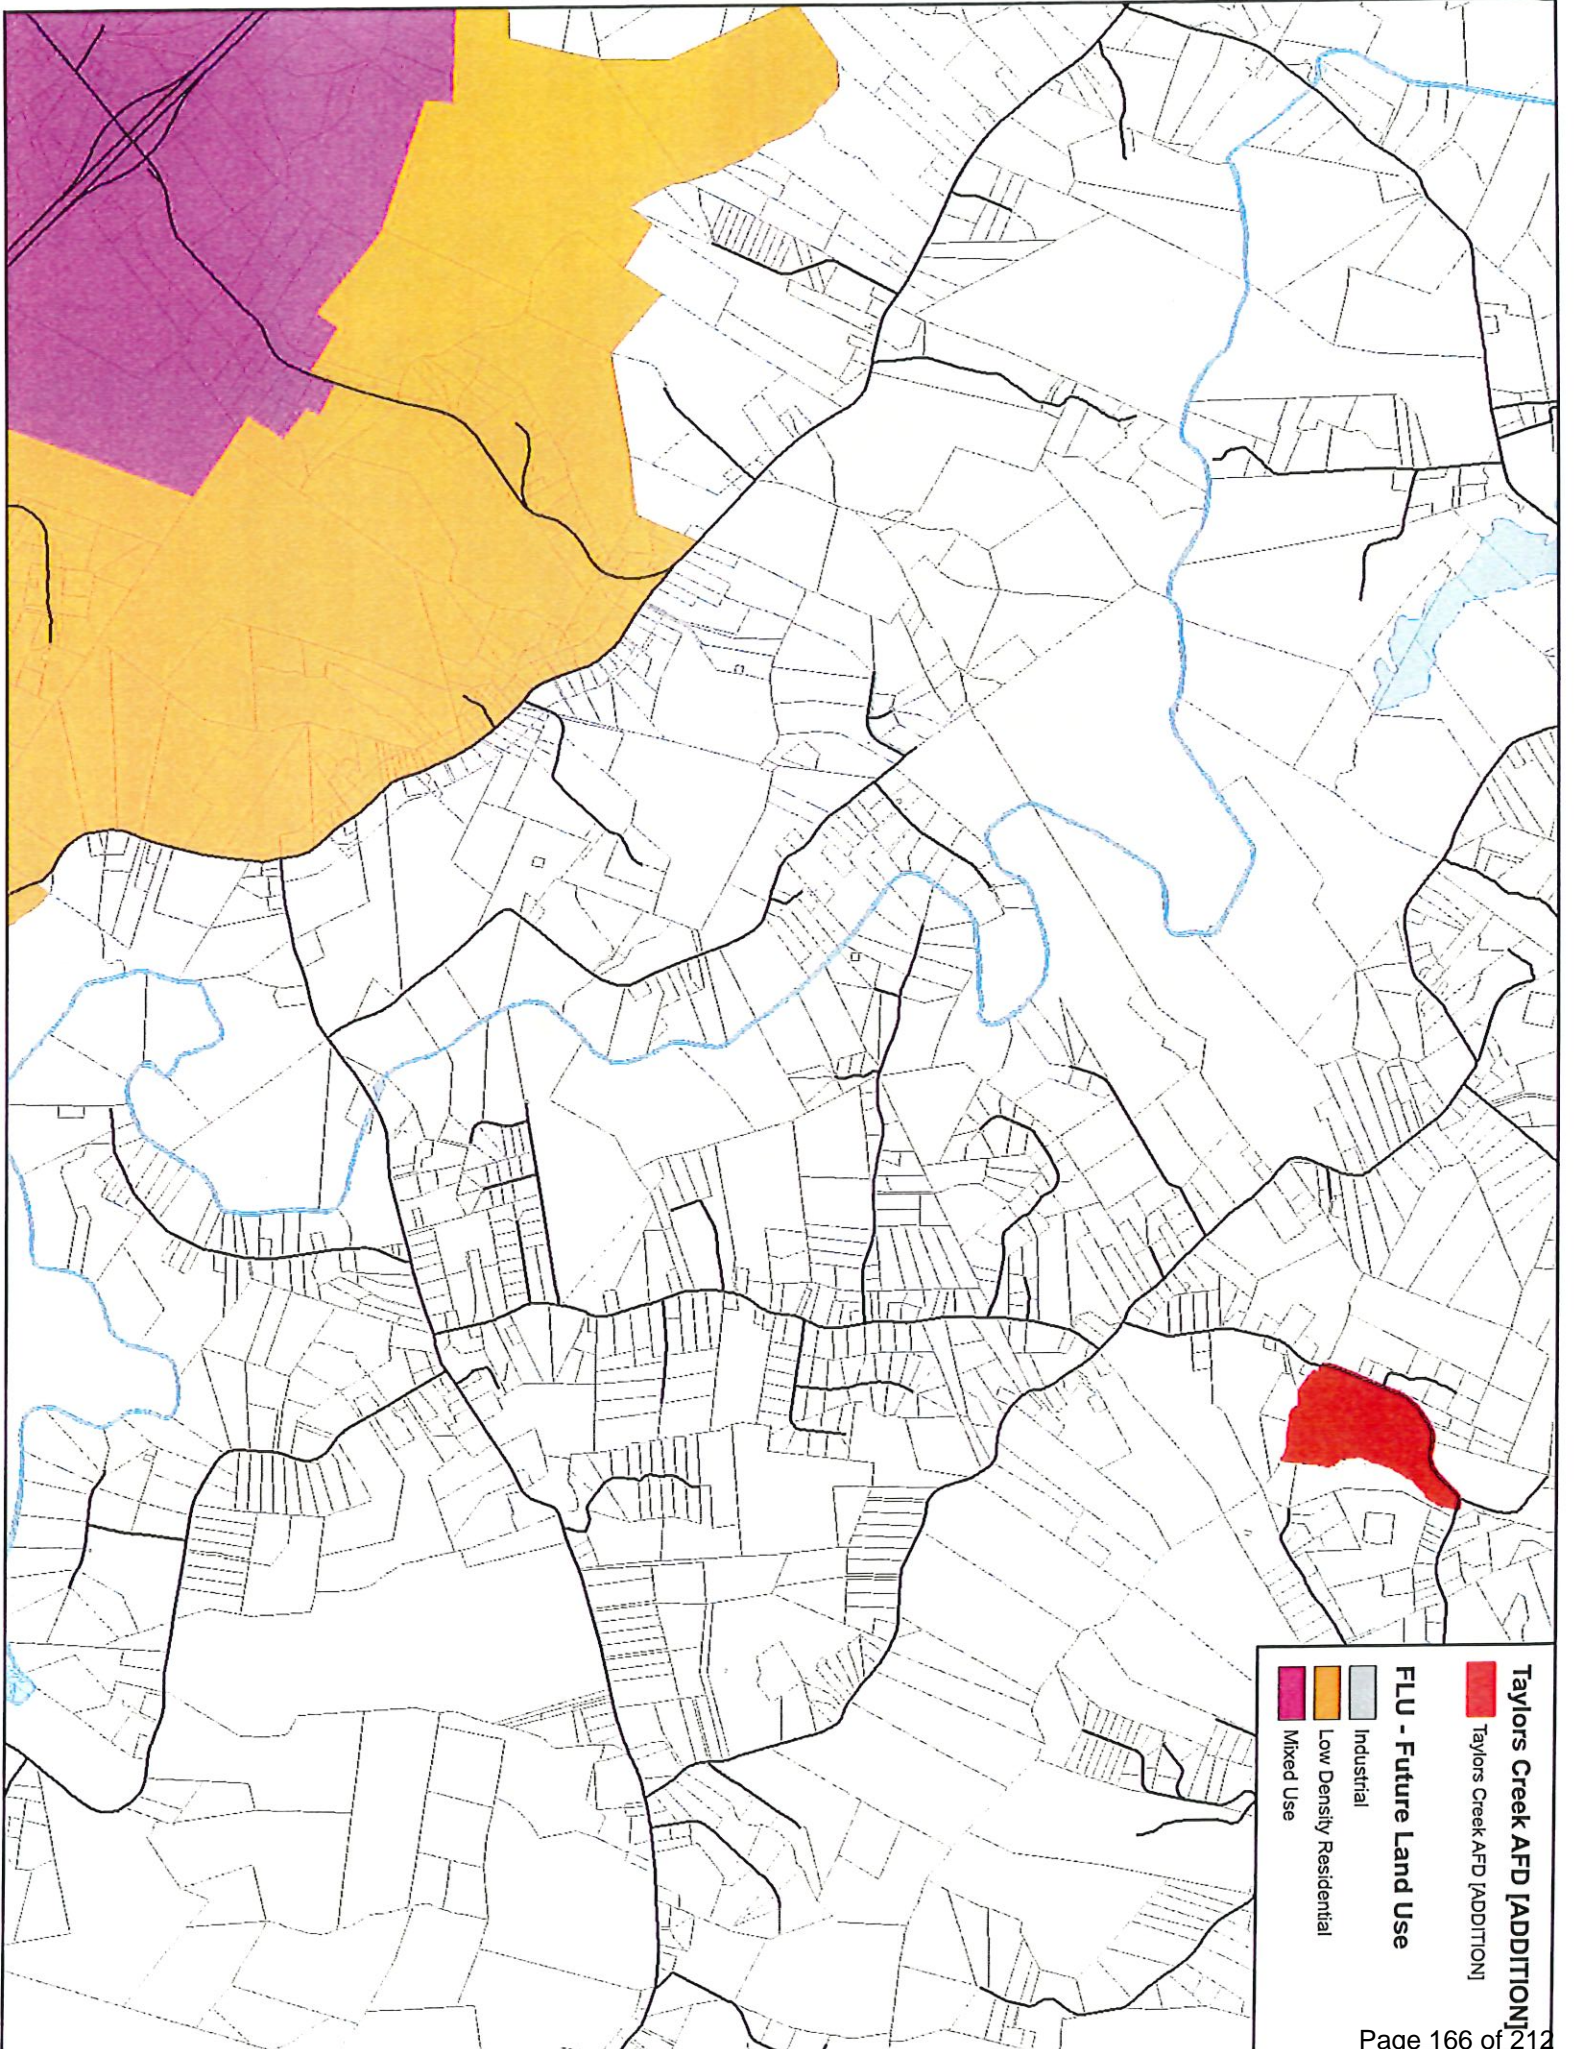 Taylors Creek AFD [ADDITION]
Taylors Creek AFD [ADDITION]
FLU - Future Land Use
Industrial
Low Density Residential
Mixed Use
Page 166 of 212